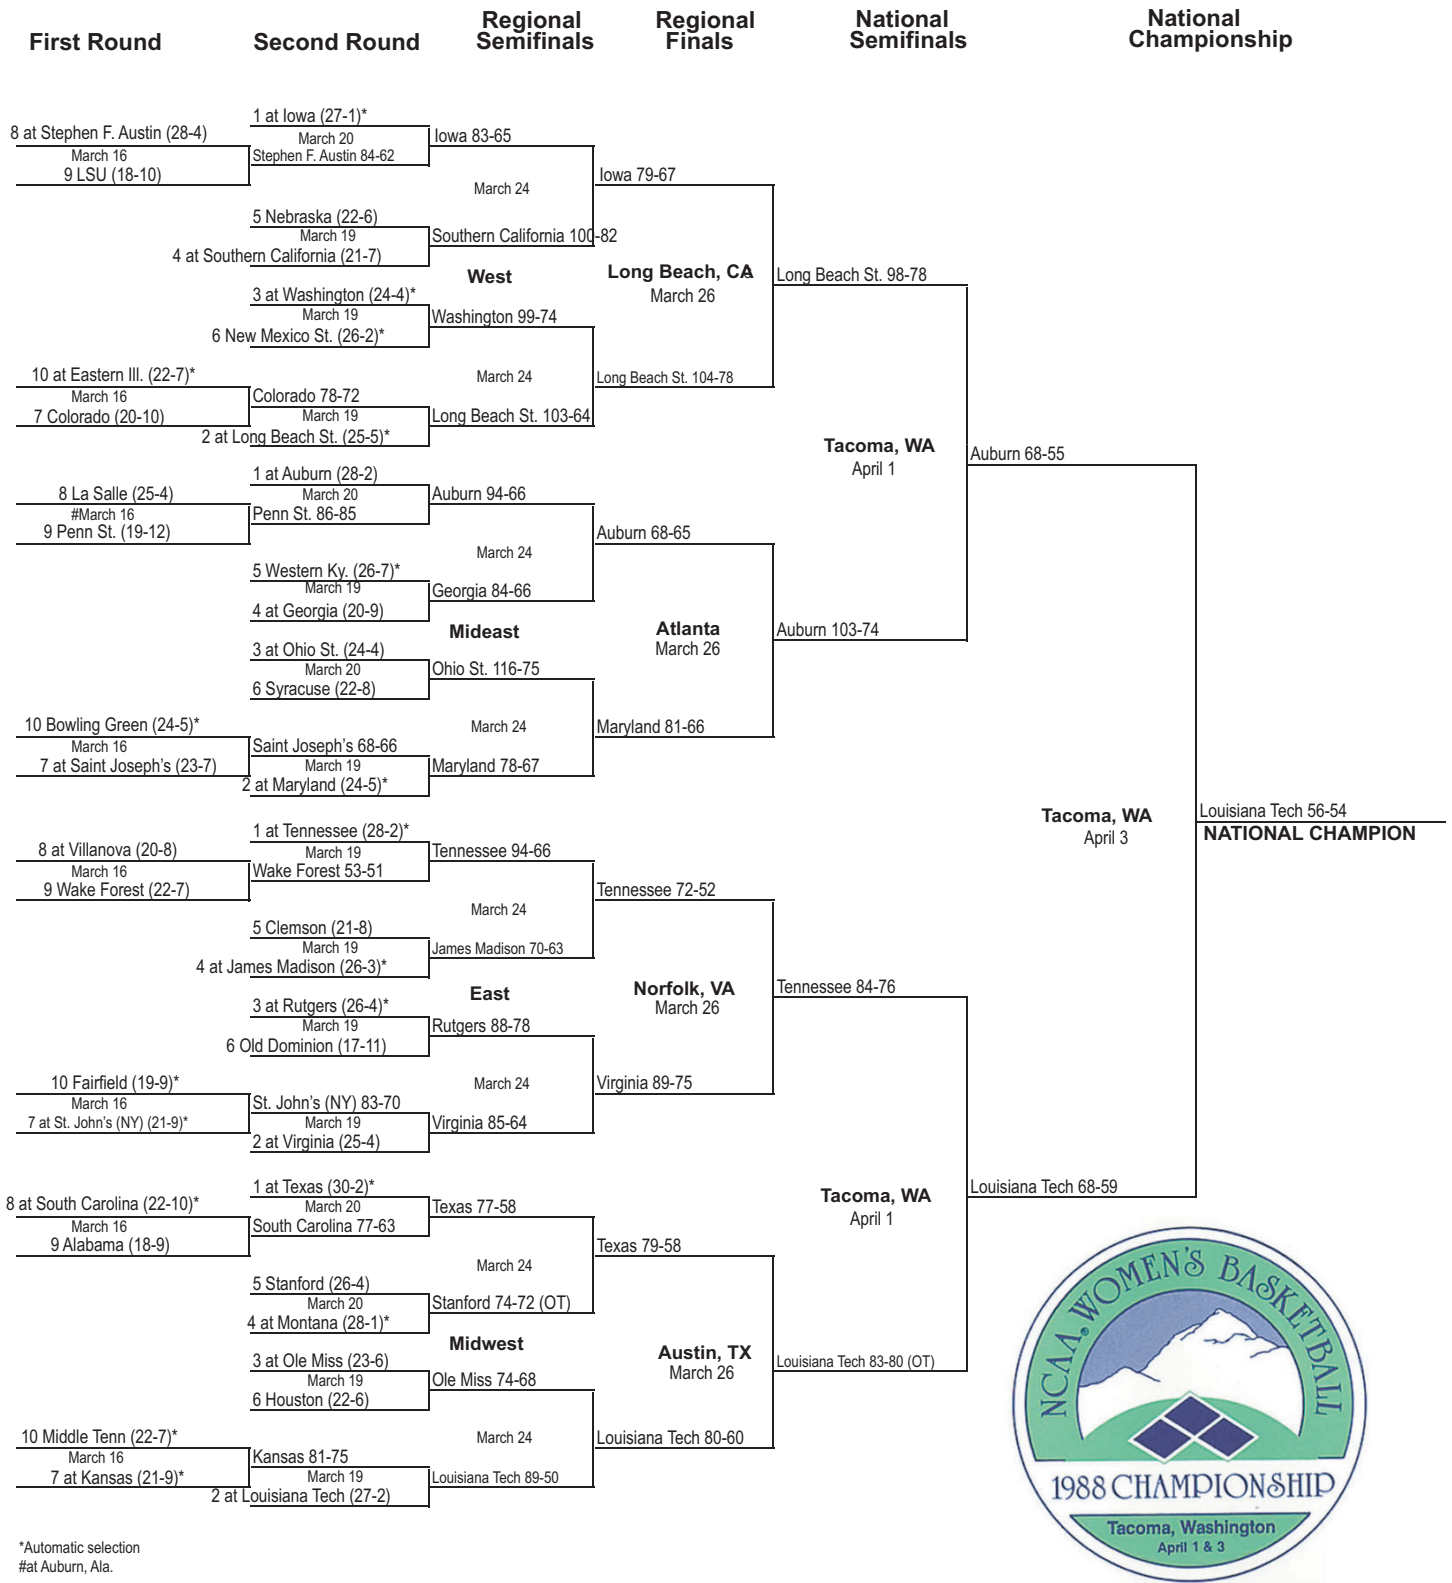 First Round
Second Round
Regional
Semifinals
Regional
Finals
National
Semifinals
National
Championship
8 at Stephen F. Austin (28-4)
March 16
9 LSU (18-10)
1 at Iowa (27-1)*
March 20
Stephen F. Austin 84-62
Iowa 83-65
March 24
5 Nebraska (22-6)
March 19
4 at Southern California (21-7)
Southern California 100-82
Iowa 79-67
West
3 at Washington (24-4)*
March 19
6 New Mexico St. (26-2)*
Washington 99-74
March 24
10 at Eastern Ill. (22-7)*
March 16
7 Colorado (20-10)
Colorado 78-72
March 19
2 at Long Beach St. (25-5)*
Long Beach St. 103-64
Long Beach St. 104-78
Long Beach, CA
March 26
Long Beach St. 98-78
8 La Salle (25-4)
#March 16
9 Penn St. (19-12)
1 at Auburn (28-2)
March 20
Penn St. 86-85
Auburn 94-66
March 24
5 Western Ky. (26-7)*
March 19
4 at Georgia (20-9)
Georgia 84-66
Auburn 68-65
Mideast
3 at Ohio St. (24-4)
March 20
6 Syracuse (22-8)
Ohio St. 116-75
March 24
10 Bowling Green (24-5)*
March 16
7 at Saint Joseph's (23-7)
Saint Joseph's 68-66
March 19
2 at Maryland (24-5)*
Maryland 78-67
Maryland 81-66
Atlanta
March 26
Auburn 103-74
Tacoma, WA
April 1
Auburn 68-55
8 at Villanova (20-8)
March 16
9 Wake Forest (22-7)
1 at Tennessee (28-2)*
March 19
Wake Forest 53-51
Tennessee 94-66
March 24
5 Clemson (21-8)
March 19
4 at James Madison (26-3)*
James Madison 70-63
Tennessee 72-52
East
3 at Rutgers (26-4)*
March 19
6 Old Dominion (17-11)
Rutgers 88-78
March 24
10 Fairfield (19-9)*
March 16
7 at St. John's (NY) (21-9)*
St. John's (NY) 83-70
March 19
2 at Virginia (25-4)
Virginia 85-64
Virginia 89-75
Norfolk, VA
March 26
Tennessee 84-76
8 at South Carolina (22-10)*
March 16
9 Alabama (18-9)
1 at Texas (30-2)*
March 20
South Carolina 77-63
Texas 77-58
March 24
5 Stanford (26-4)
March 20
4 at Montana (28-1)*
Stanford 74-72 (OT)
Texas 79-58
Midwest
3 at Ole Miss (23-6)
March 19
6 Houston (22-6)
Ole Miss 74-68
March 24
10 Middle Tenn (22-7)*
March 16
7 at Kansas (21-9)*
Kansas 81-75
March 19
2 at Louisiana Tech (27-2)
Louisiana Tech 89-50
Louisiana Tech 80-60
Austin, TX
March 26
Louisiana Tech 83-80 (OT)
Tacoma, WA
April 1
Louisiana Tech 68-59
Tacoma, WA
April 3
Louisiana Tech 56-54
NATIONAL CHAMPION
NCAA® WOMEN'S BASKETBALL
1988 CHAMPIONSHIP
Tacoma, Washington
April 1 & 3
*Automatic selection
#at Auburn, Ala.